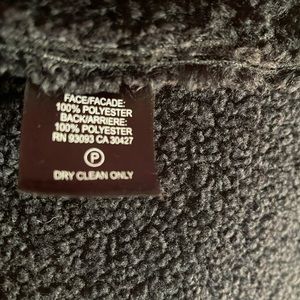 FACE/FACADE:
100% POLYESTER
BACK/ARRIERE:
100% POLYESTER
RN 93093 CA 30427
P
DRY CLEAN ONLY